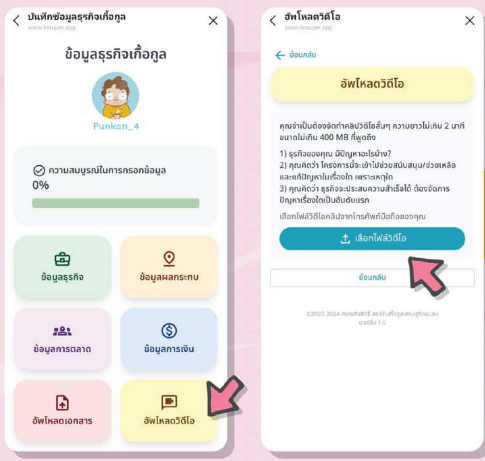 บันทึกข้อมูลธุรกิจเกื้อกูล
ข้อมูลธุรกิจเกื้อกูล
Punkan_4
ความสมบูรณ์ในการกรอกข้อมูล
0%
ข้อมูลธุรกิจ
ข้อมูลผลกระทบ
ข้อมูลการตลาด
ข้อมูลการเงิน
อัพโหลดเอกสาร
อัพโหลดวิดีโอ
อัพโหลดวิดีโอ
ย้อนกลับ
อัพโหลดวิดีโอ
คุณจำเป็นต้องจัดทำคลิปวิดีโอสั้นๆ ความยาวไม่เกิน 2 นาที
ขนาดไม่เกิน 400 MB ที่พูดถึง
1) ธุรกิจของคุณ มีปัญหาอะไรบ้าง?
2) คุณคิดว่า โครงการนี้จะเข้าไปช่วยสนับสนุน/ช่วยเหลือ
และแก้ปัญหาในเรื่องใด เพราะเหตุใด
3) คุณคิดว่า ธุรกิจจะประสบความสำเร็จได้ ต้องจัดการ
ปัญหาเรื่องใดเป็นอันดับแรก
เลือกไฟล์วิดีโอคลิปจากโทรศัพท์มือถือของคุณ
เลือกไฟล์วิดีโอ
ย้อนกลับ